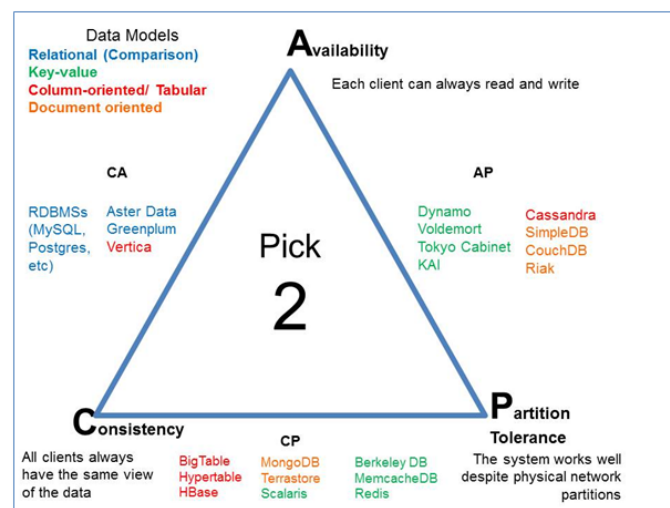 Data Models
Relational (Comparison)
Key-value
Column-oriented/ Tabular
Document oriented
Availability
Each client can always read and write
CA
RDBMSs
(MySQL,
Postgres,
etc)
Aster Data
Greenplum
Vertica
AP
Dynamo
Voldemort
Tokyo Cabinet
KAI
Cassandra
SimpleDB
CouchDB
Riak
Pick
2
Consistency
All clients always
have the same view
of the data
CP
BigTable
Hypertable
HBase
MongoDB
Terrastore
Scalaris
Berkeley DB
MemcacheDB
Redis
Partition
Tolerance
The system works well
despite physical network
partitions